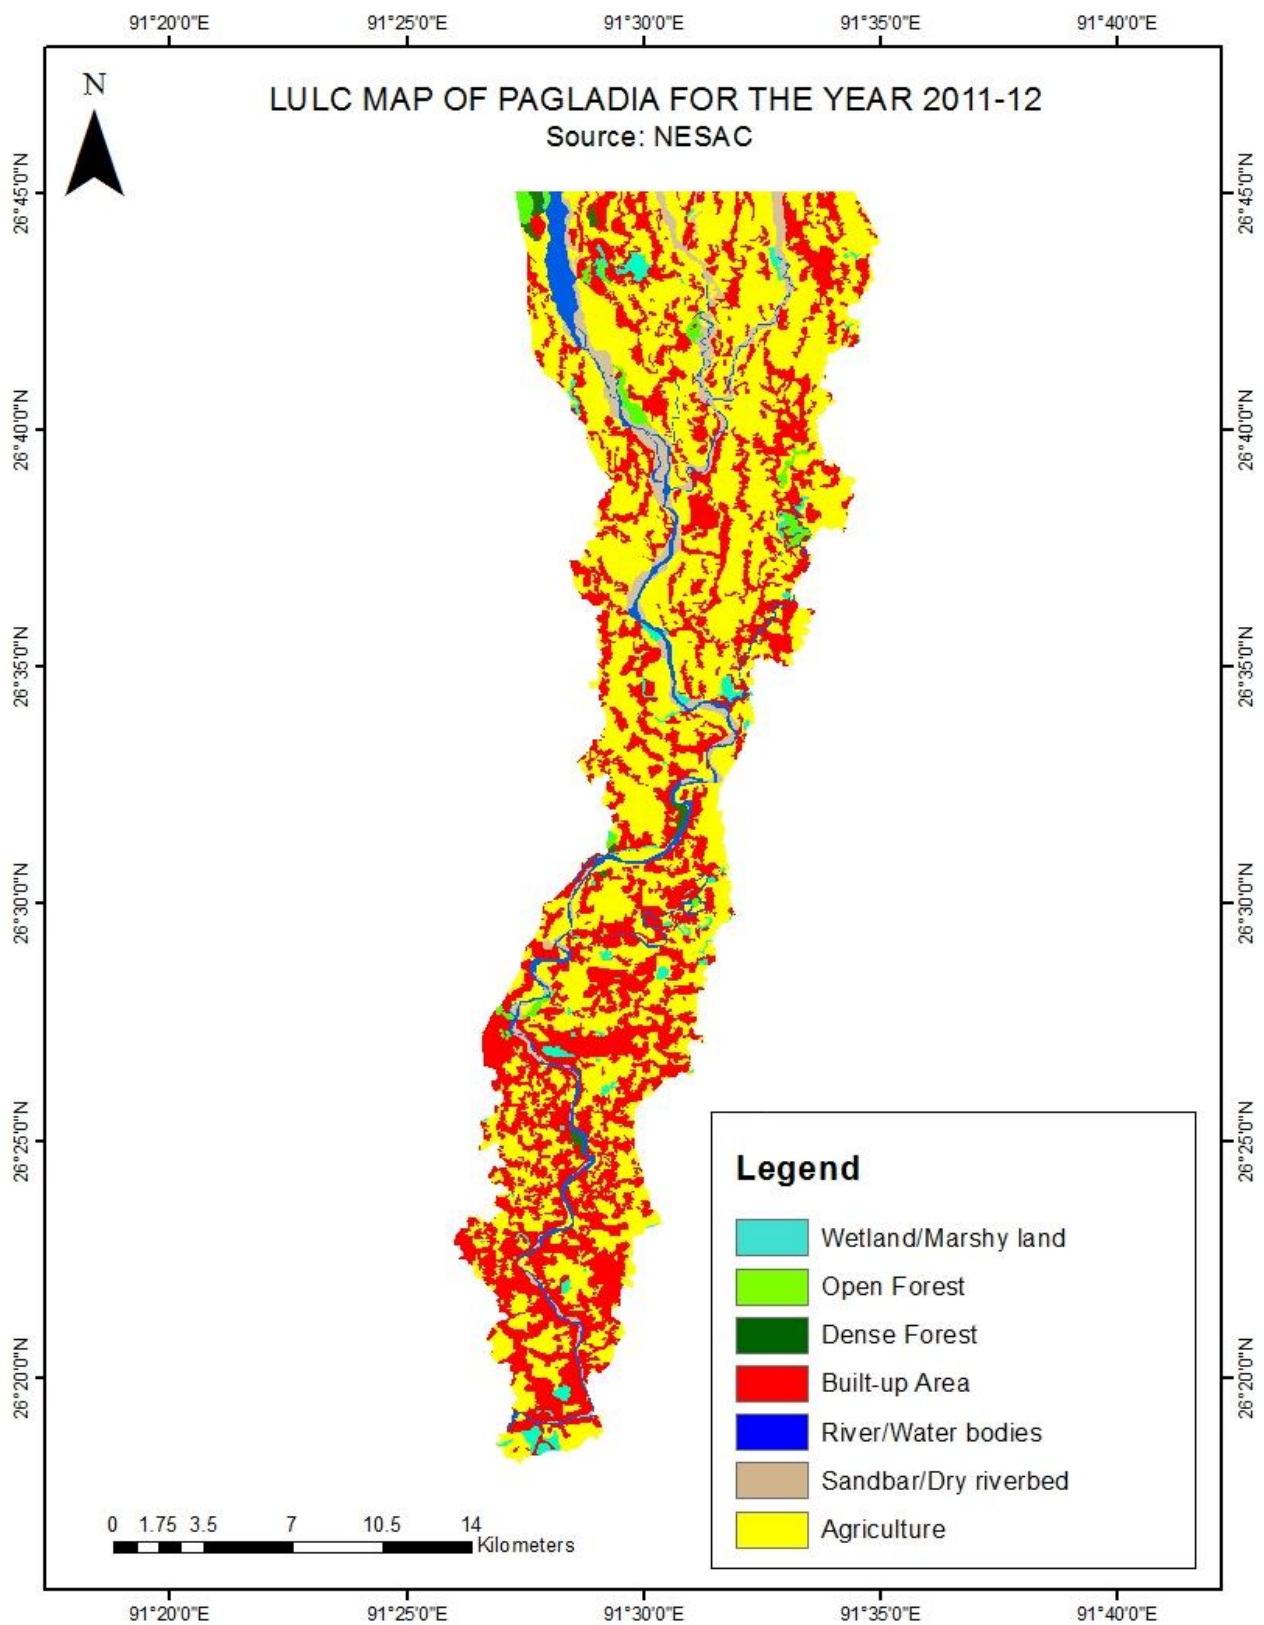 91°20'0"E 91°25'0"E 91°30'0"E 91°35'0"E 91°40'0"E
N
LULC MAP OF PAGLADIA FOR THE YEAR 2011-12
Source: NESAC
26°45'0"N 26°45'0"N
26°40'0"N 26°40'0"N
26°35'0"N 26°35'0"N
26°30'0"N 26°30'0"N
26°25'0"N 26°25'0"N
26°20'0"N 26°20'0"N
Legend
Wetland/Marshy land
Open Forest
Dense Forest
Built-up Area
River/Water bodies
Sandbar/Dry riverbed
Agriculture
0 1.75 3.5 7 10.5 14
Kilometers
91°20'0"E 91°25'0"E 91°30'0"E 91°35'0"E 91°40'0"E